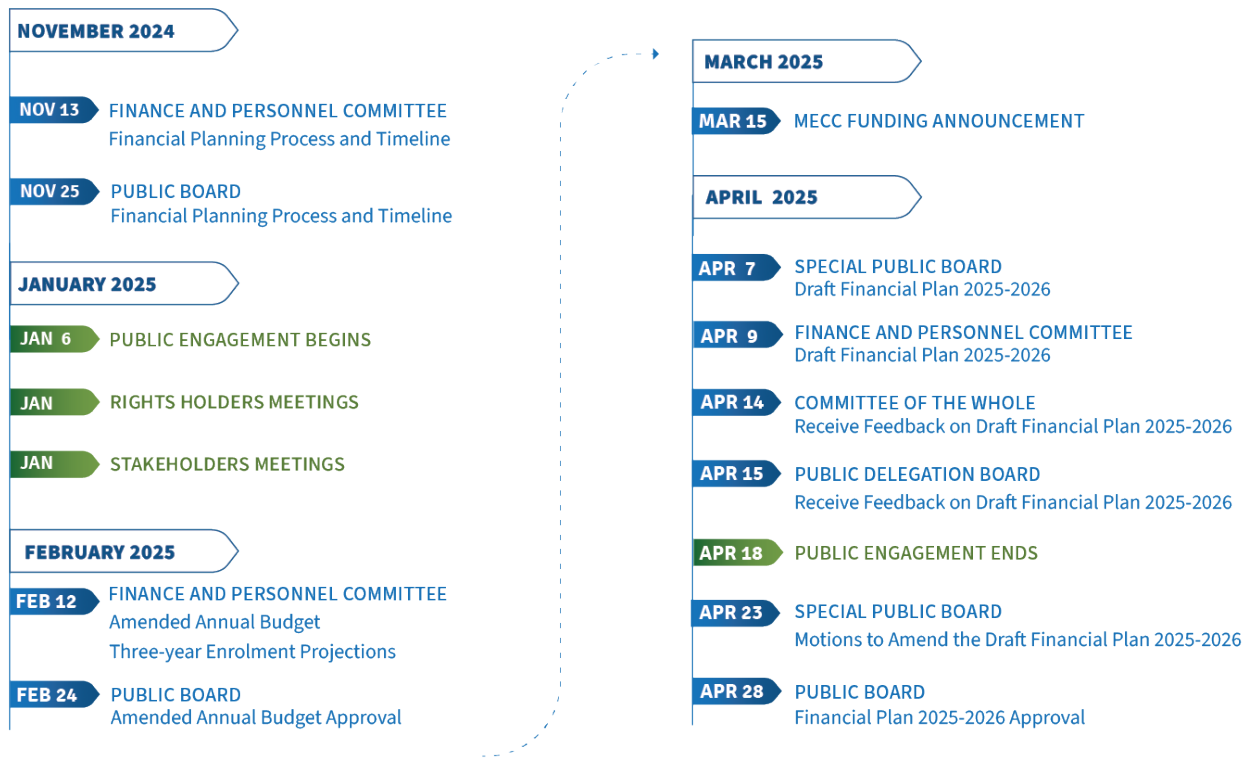 NOVEMBER 2024
NOV 13
FINANCE AND PERSONNEL COMMITTEE
Financial Planning Process and Timeline
NOV 25
PUBLIC BOARD
Financial Planning Process and Timeline
JANUARY 2025
JAN 6
PUBLIC ENGAGEMENT BEGINS
JAN
RIGHTS HOLDERS MEETINGS
JAN
STAKEHOLDERS MEETINGS
FEBRUARY 2025
FEB 12
FINANCE AND PERSONNEL COMMITTEE
Amended Annual Budget
Three-year Enrolment Projections
FEB 24
PUBLIC BOARD
Amended Annual Budget Approval
MARCH 2025
MAR 15
MECC FUNDING ANNOUNCEMENT
APRIL 2025
APR 7
SPECIAL PUBLIC BOARD
Draft Financial Plan 2025-2026
APR 9
FINANCE AND PERSONNEL COMMITTEE
Draft Financial Plan 2025-2026
APR 14
COMMITTEE OF THE WHOLE
Receive Feedback on Draft Financial Plan 2025-2026
APR 15
PUBLIC DELEGATION BOARD
Receive Feedback on Draft Financial Plan 2025-2026
APR 18
PUBLIC ENGAGEMENT ENDS
APR 23
SPECIAL PUBLIC BOARD
Motions to Amend the Draft Financial Plan 2025-2026
APR 28
PUBLIC BOARD
Financial Plan 2025-2026 Approval